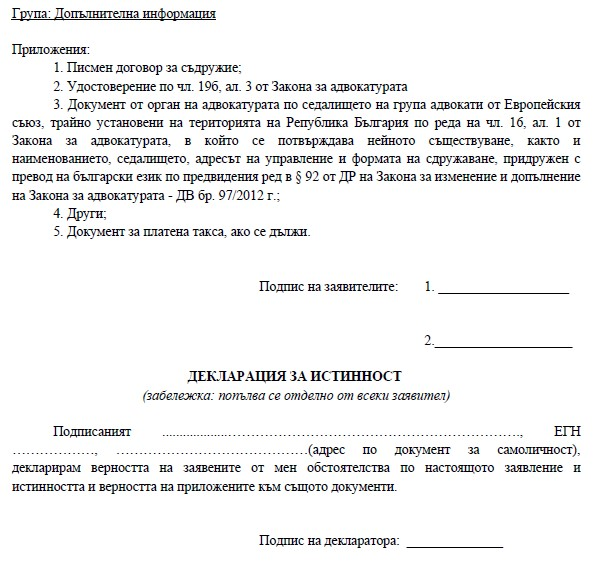 Група: Допълнителна информация
Приложения:
1. Писмен договор за съдружие;
2. Удостоверение по чл. 196, ал. 3 от Закона за адвокатурата
3. Документ от орган на адвокатурата по седалището на група адвокати от Европейския
съюз, трайно установени на територията на Република България по реда на чл. 16, ал. 1 от
Закона за адвокатурата, в който се потвърждава нейното съществуване, както и
наименованието, седалището, адресът на управление и формата на сдружаване, придружен с
превод на български език по предвидения ред в § 92 от ДР на Закона за изменение и допълнение
на Закона за адвокатурата - ДВ бр. 97/2012 г.;
4. Други;
5. Документ за платена такса, ако се дължи.
Подпис на заявителите: 1. ____________________
2.____________________
ДЕКЛАРАЦИЯ ЗА ИСТИННОСТ
(забележка: попълва се отделно от всеки заявител)
Подписаният ....................…………………………………………………………, ЕГН
………………, ………………………………………(адрес по документ за самоличност),
декларирам верността на заявените от мен обстоятелства по настоящото заявление и
истинността и верността на приложените към същото документи.
Подпис на декларатора: ______________